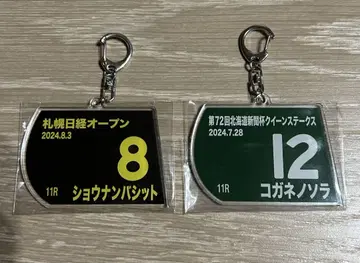 札幌日経オープン
2024.8.3
8
11R
ショウナンバシット
第72回北海道新聞杯クイーンステークス
2024.7.28
12
11R
コガネノソラ